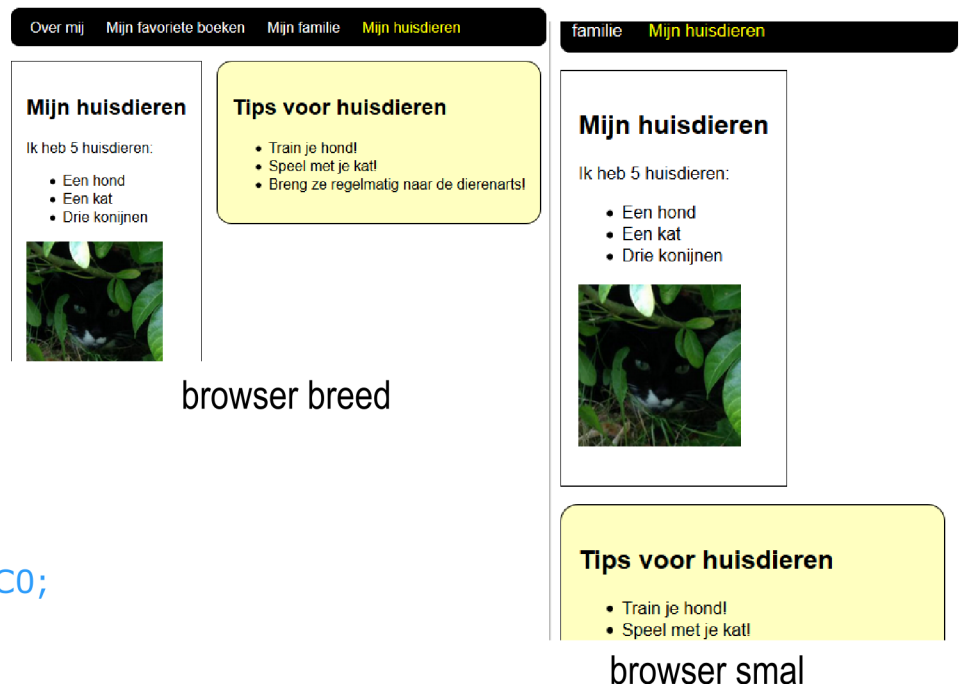 Over mij Mijn favoriete boeken Mijn familie Mijn huisdieren
Mijn huisdieren
Ik heb 5 huisdieren:
Een hond
Een kat
Drie konijnen
Tips voor huisdieren
Train je hond!
Speel met je kat!
Breng ze regelmatig naar de dierenarts!
browser breed
C0;
familie Mijn huisdieren
Mijn huisdieren
Ik heb 5 huisdieren:
Een hond
Een kat
Drie konijnen
Tips voor huisdieren
Train je hond!
Speel met je kat!
browser smal